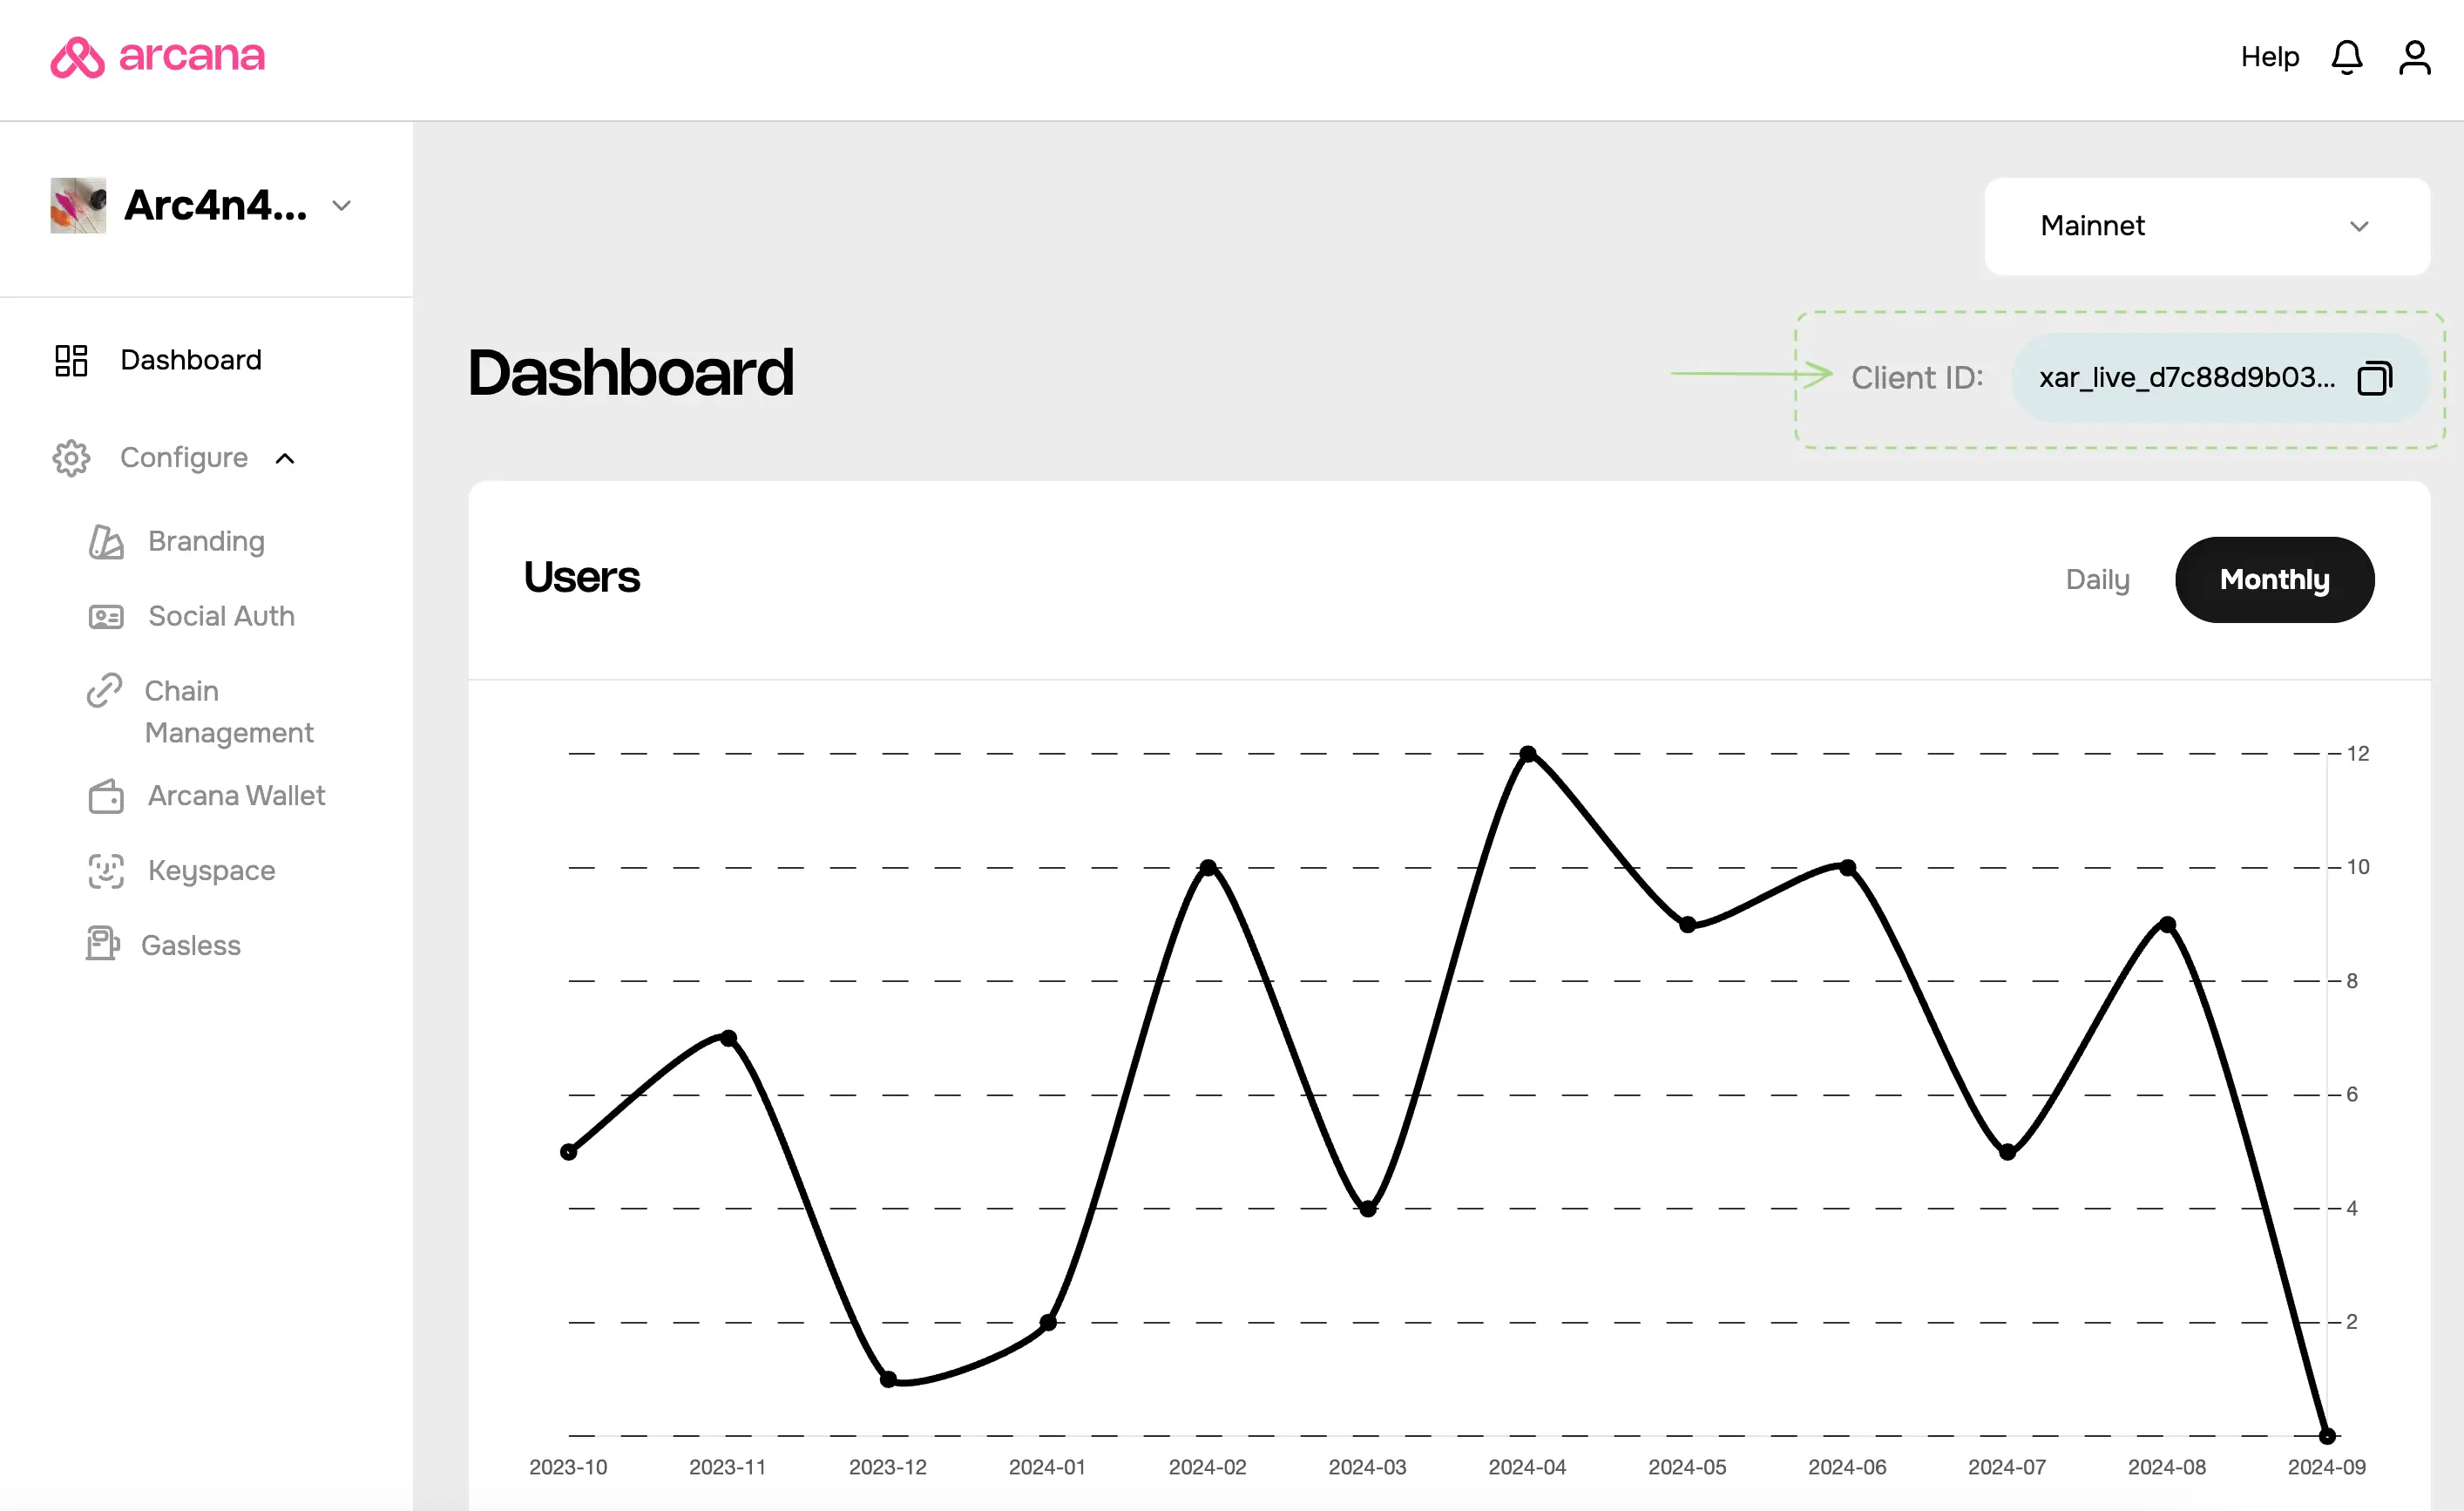 arcana
Help
Arc4n4...
Mainnet
Dashboard
Dashboard
Client ID:
xar_live_d7c88d9b03...
Configure
Branding
Social Auth
Chain
Management
Arcana Wallet
Keyspace
Gasless
Users
Daily
Monthly
12
10
8
6
4
2
2023-10
2023-11
2023-12
2024-01
2024-02
2024-03
2024-04
2024-05
2024-06
2024-07
2024-08
2024-09